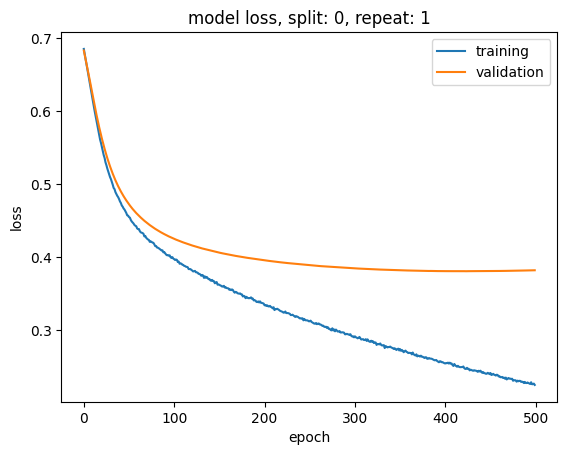 model loss, split: 0, repeat: 1
training
validation
0.7
0.6
0.5
0.4
0.3
loss
0
100
200
300
400
500
epoch